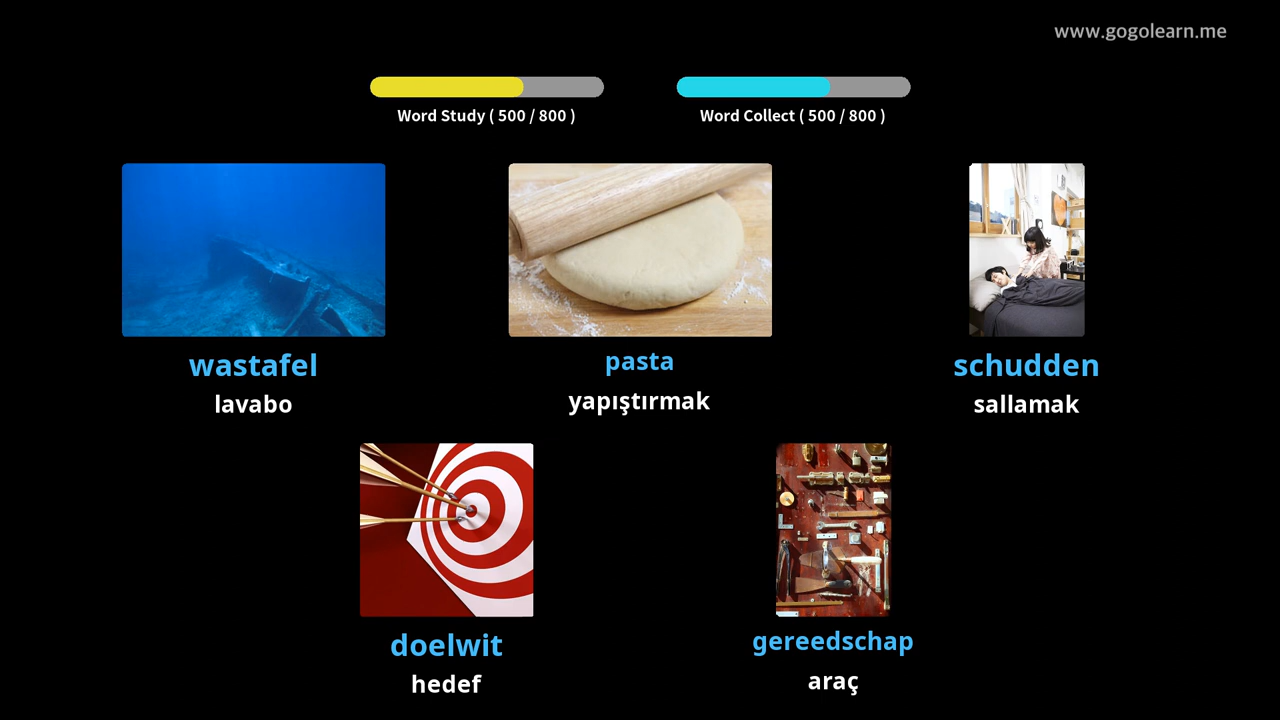 www.gogolearn.me
Word Study ( 500 / 800 )
Word Collect ( 500 / 800 )
wastafel
lavabo
pasta
yapıştırmak
schudden
sallamak
doelwit
hedef
gereedschap
araç